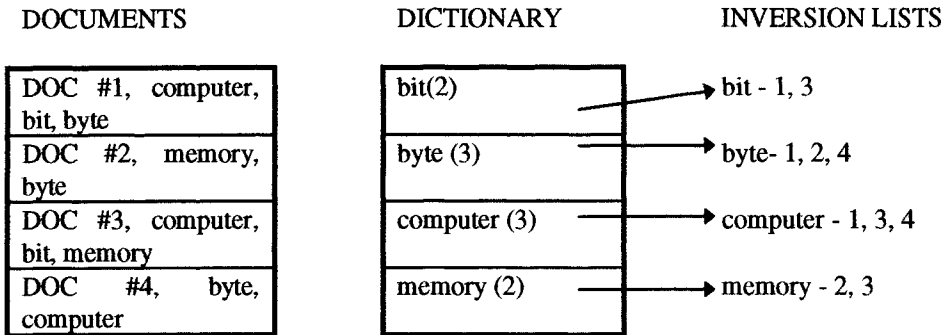 DOCUMENTS
DICTIONARY
INVERSION LISTS
DOC #1, computer,
bit, byte
DOC #2, memory,
byte
DOC #3, computer,
bit, memory
DOC #4, byte,
computer
bit(2)
byte (3)
computer (3)
memory (2)
bit - 1, 3
byte- 1, 2, 4
computer - 1, 3, 4
memory - 2, 3